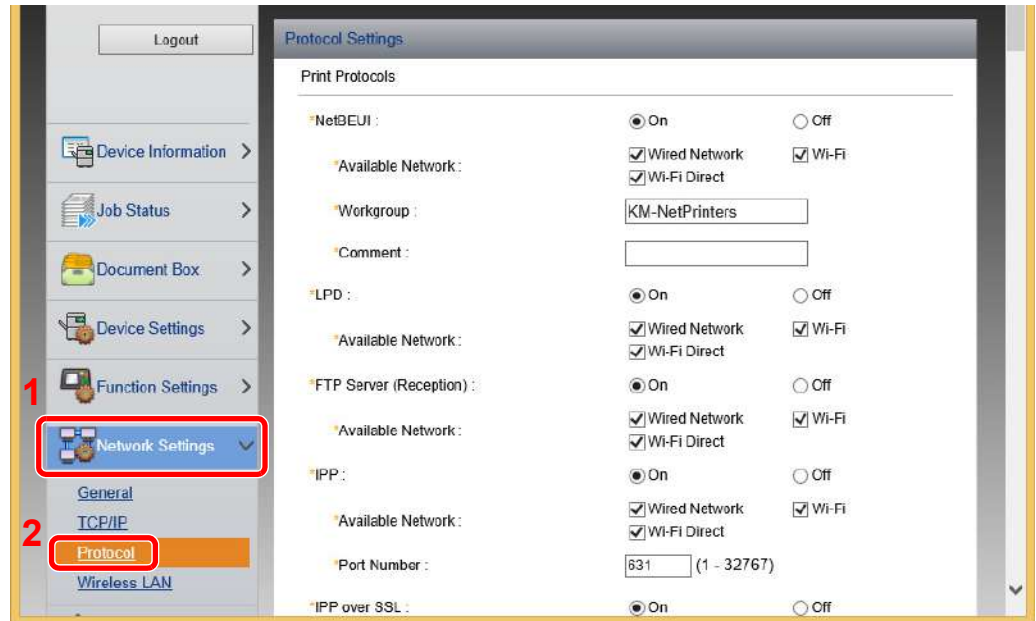 Logout
Device Information
Job Status
Document Box
Device Settings
1
Function Settings
Network Settings
General
TCP/IP
2
Protocol
Wireless LAN
Protocol Settings
Print Protocols
*NetBEUI : On Off
*Available Network : Wired Network Wi-Fi
Wi-Fi Direct
*Workgroup : KM-NetPrinters
*Comment :
*LPD : On Off
*Available Network : Wired Network Wi-Fi
Wi-Fi Direct
*FTP Server (Reception) : On Off
*Available Network : Wired Network Wi-Fi
Wi-Fi Direct
*IPP : On Off
*Available Network : Wired Network Wi-Fi
Wi-Fi Direct
*Port Number : 631 (1 - 32767)
*IPP over SSL : On Off